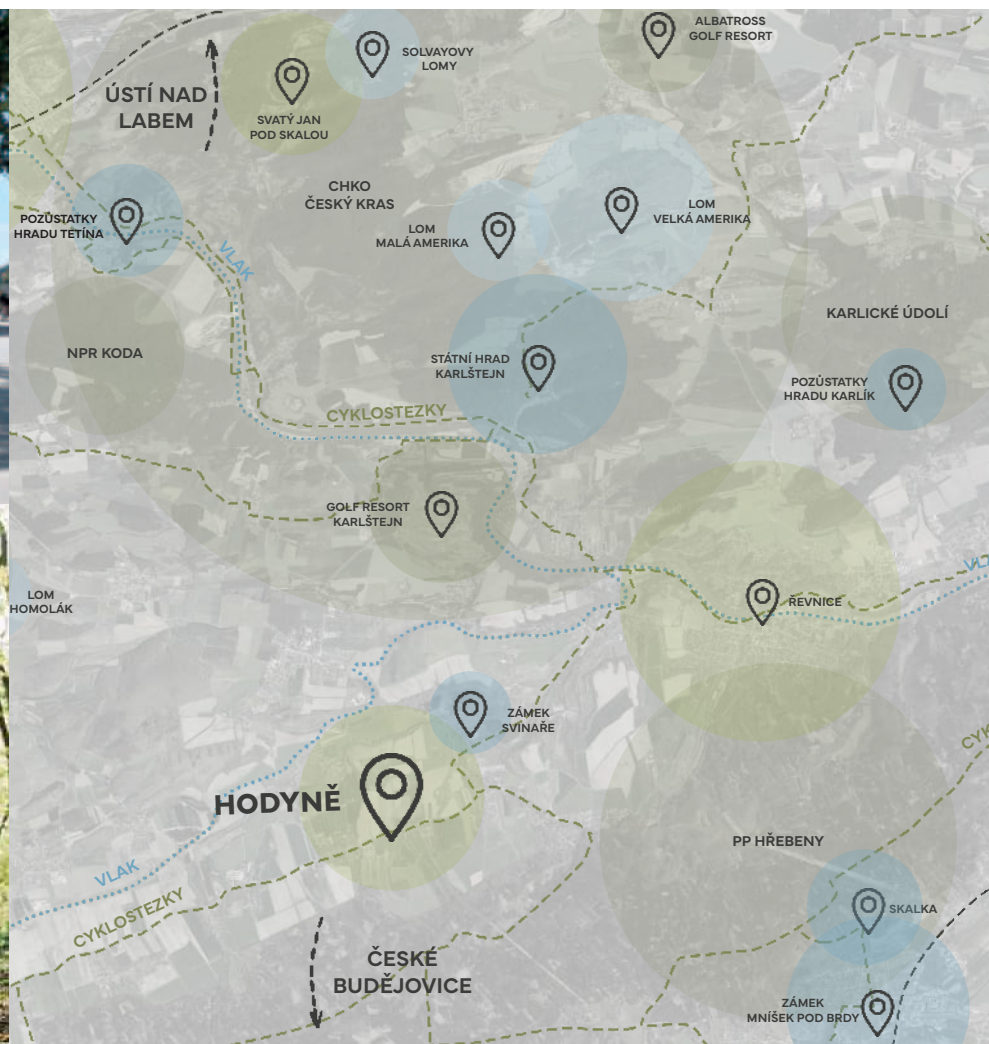 ALBATROSS
GOLF RESORT
SOLVAYOVY
LOMY
ÚSTÍ NAD
LABEM
SVATÝ JAN
POD SKALOU
CHKO
ČESKÝ KRAS
LOM
VELKÁ AMERIKA
LOM
MALÁ AMERIKA
POZŮSTATKY
HRADU TETÍNA
VLAK
KARLICKÉ ÚDOLÍ
NPR KODA
STÁTNÍ HRAD
KARLŠTEJN
POZŮSTATKY
HRADU KARLÍK
CYKLOSTEZKY
GOLF RESORT
KARLŠTEJN
LOM
HOMOLÁK
ŘEVNICE
ZÁMEK
SVINAŘE
HODYNĚ
PP HŘEBENY
VLAK
CYKLOSTEZKY
SKALKA
ČESKÉ
BUDĚJOVICE
ZÁMEK
MNÍŠEK POD BRDY